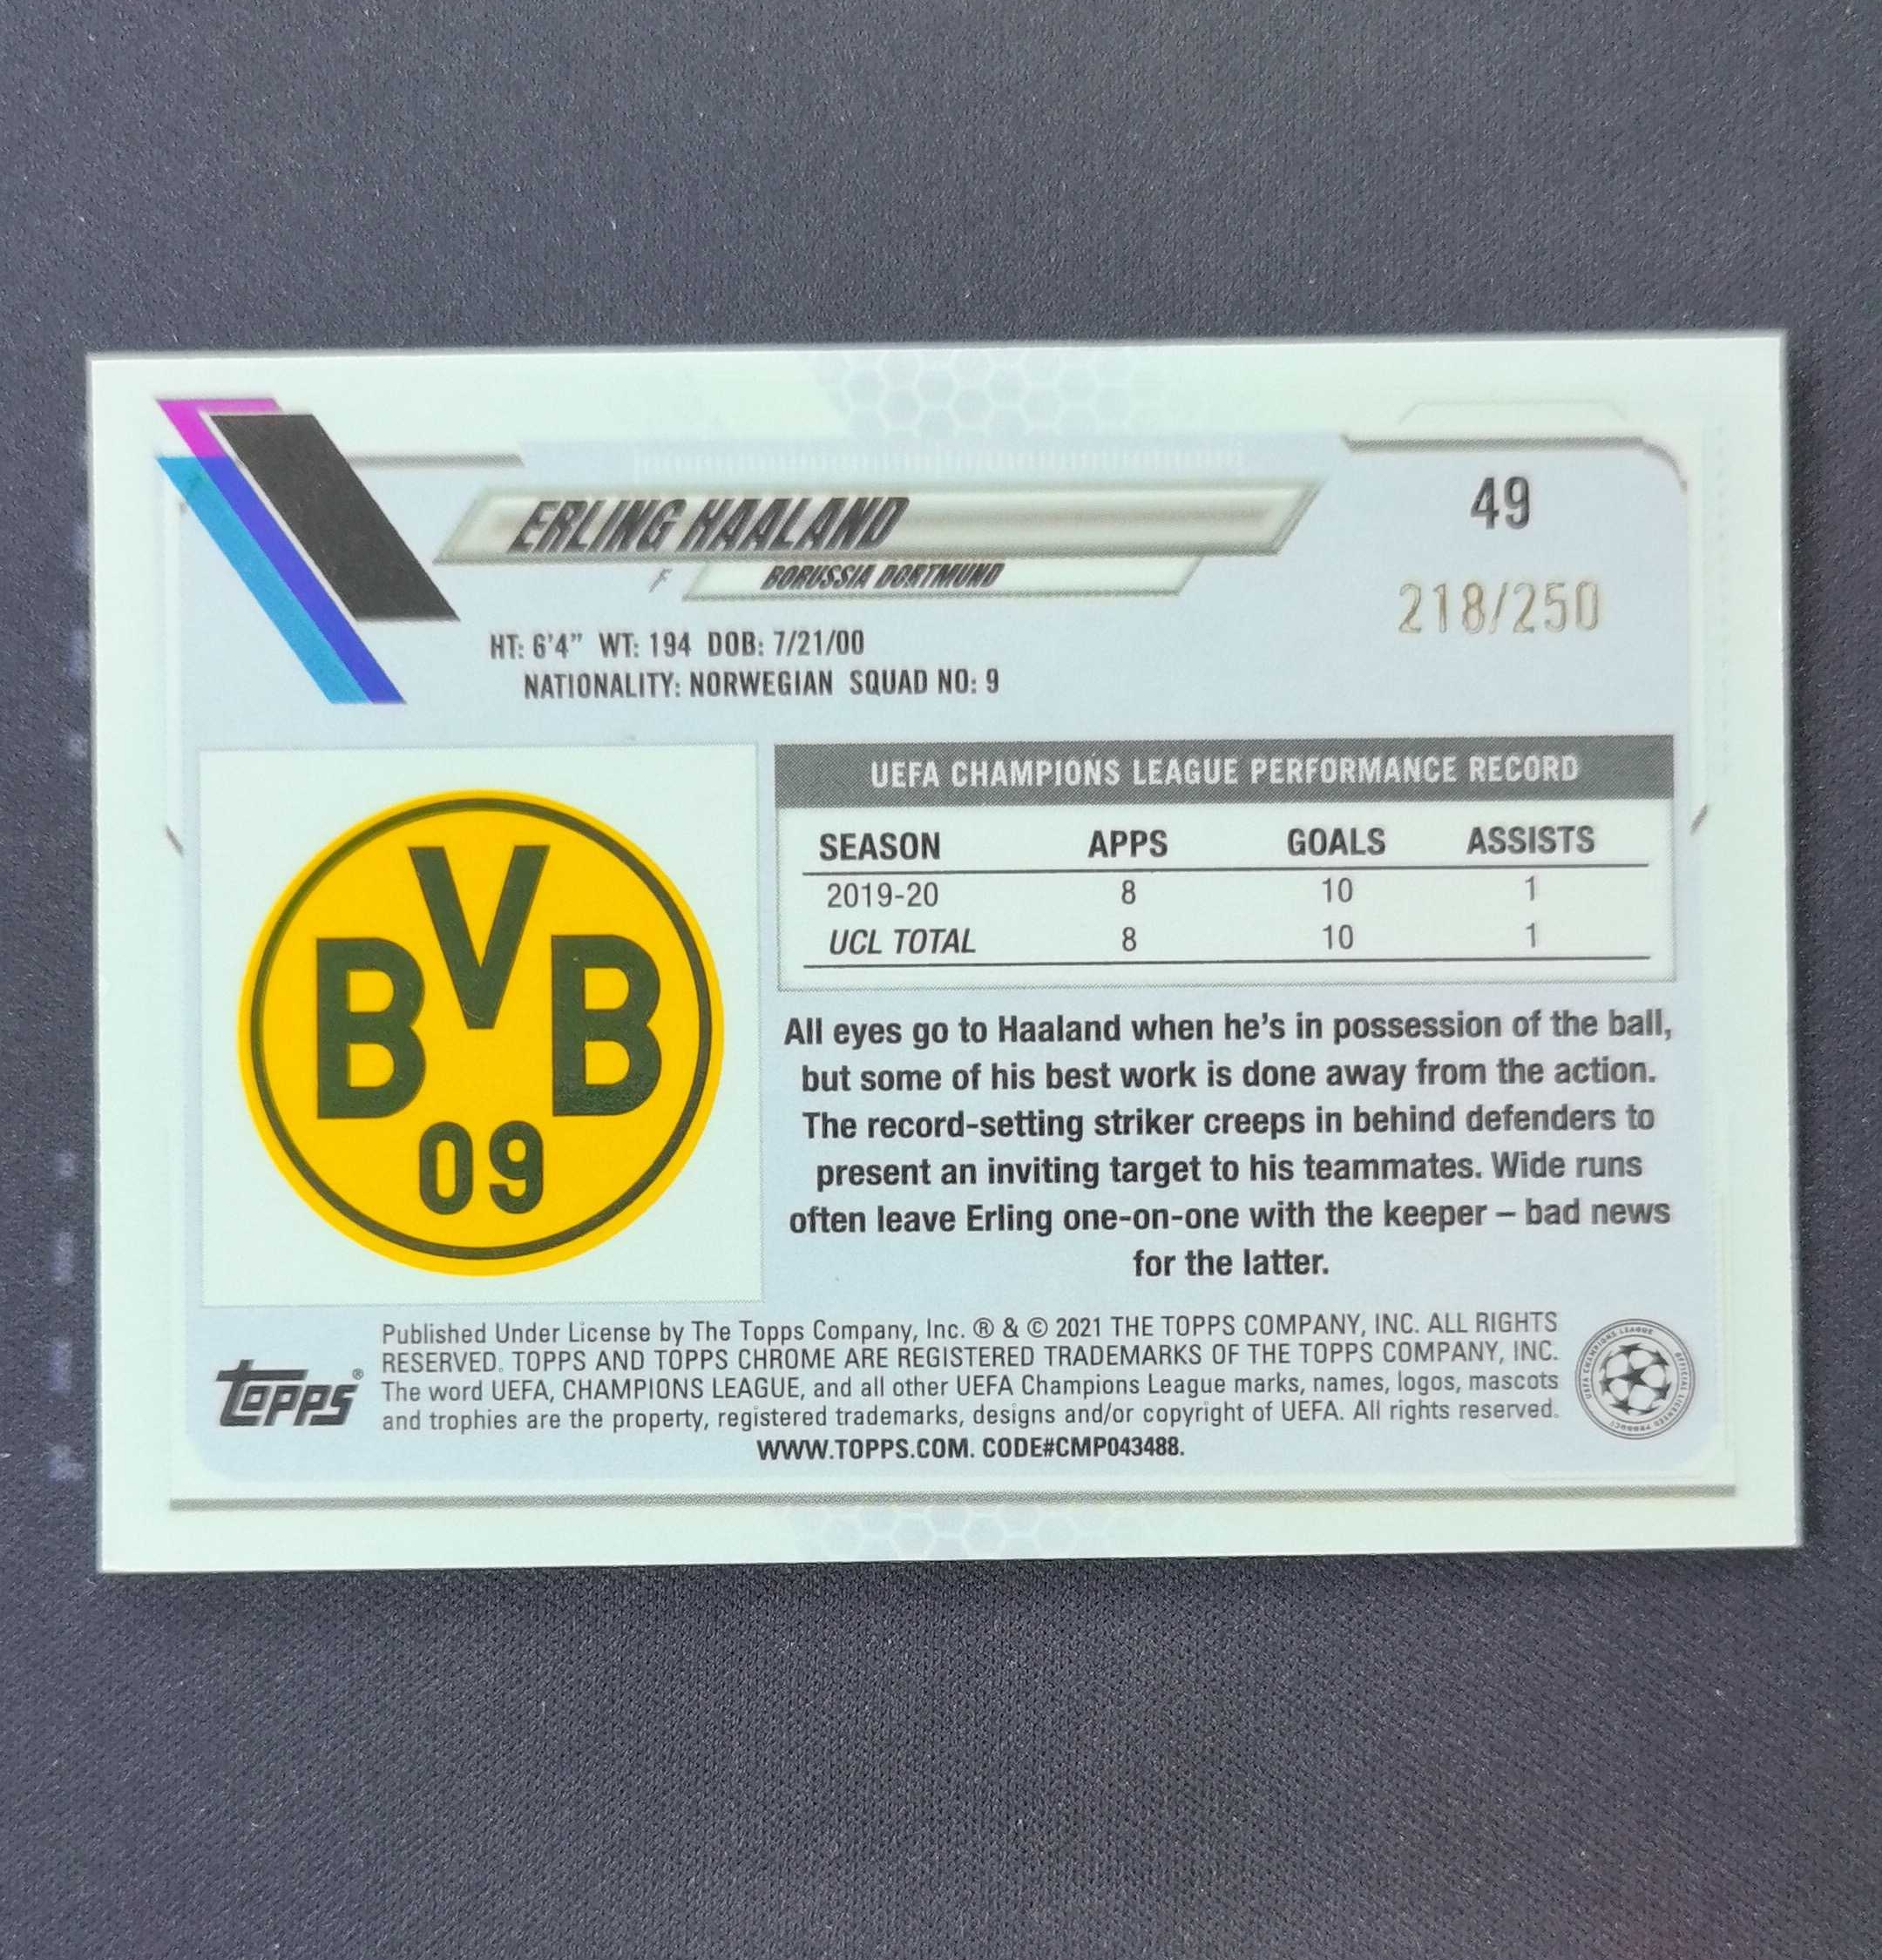 ERLING HAALAND
49
F BORUSSIA DORTMUND
218/250
HT: 6'4" WT: 194 DOB: 7/21/00
NATIONALITY: NORWEGIAN SQUAD NO: 9
BVB
09
UEFA CHAMPIONS LEAGUE PERFORMANCE RECORD
SEASON APPS GOALS ASSISTS
2019-20 8 10 1
UCL TOTAL 8 10 1
All eyes go to Haaland when he's in possession of the ball,
but some of his best work is done away from the action.
The record-setting striker creeps in behind defenders to
present an inviting target to his teammates. Wide runs
often leave Erling one-on-one with the keeper – bad news
for the latter.
Topps®
Published Under License by The Topps Company, Inc. ® & © 2021 THE TOPPS COMPANY, INC. ALL RIGHTS
RESERVED. TOPPS AND TOPPS CHROME ARE REGISTERED TRADEMARKS OF THE TOPPS COMPANY, INC.
The word UEFA, CHAMPIONS LEAGUE, and all other UEFA Champions League marks, names, logos, mascots
and trophies are the property, registered trademarks, designs and/or copyright of UEFA. All rights reserved.
WWW.TOPPS.COM. CODE#CMP043488.
UEFA CHAMPIONS LEAGUE
OFFICIAL LICENSED PRODUCT